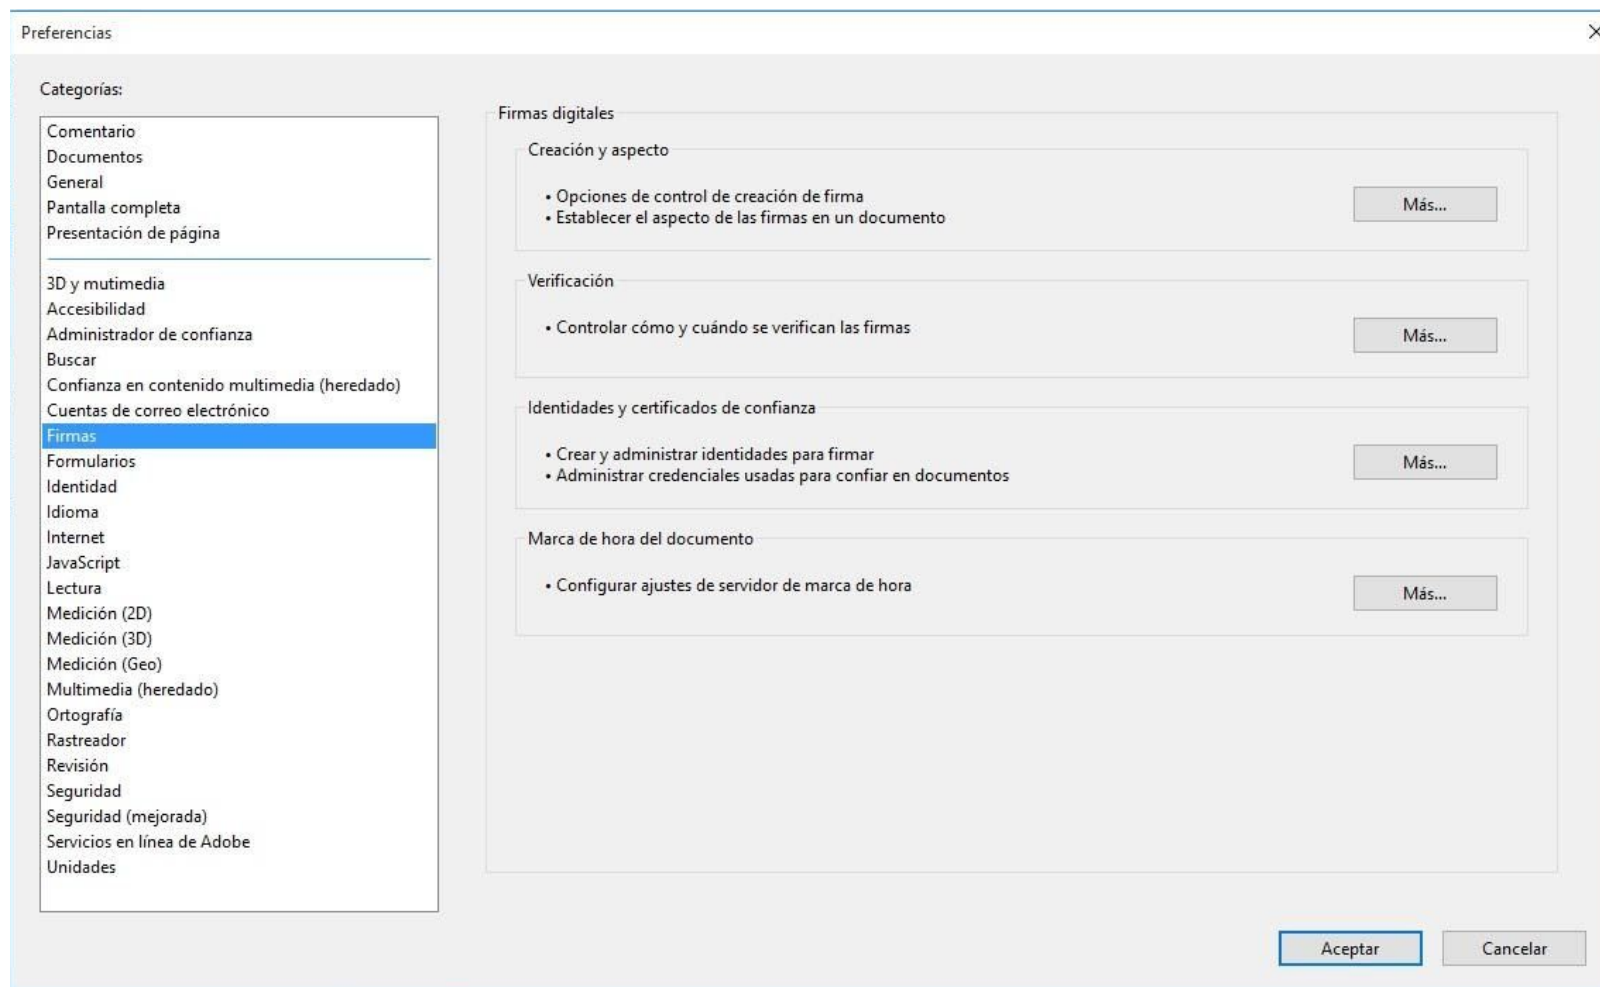 Preferencias
Categorías:
Comentario
Documentos
General
Pantalla completa
Presentación de página
3D y mutimedia
Accesibilidad
Administrador de confianza
Buscar
Confianza en contenido multimedia (heredado)
Cuentas de correo electrónico
Firmas
Formularios
Identidad
Idioma
Internet
JavaScript
Lectura
Medición (2D)
Medición (3D)
Medición (Geo)
Multimedia (heredado)
Ortografía
Rastreador
Revisión
Seguridad
Seguridad (mejorada)
Servicios en línea de Adobe
Unidades
Firmas digitales
Creación y aspecto
• Opciones de control de creación de firma
• Establecer el aspecto de las firmas en un documento
Más...
Verificación
• Controlar cómo y cuándo se verifican las firmas
Más...
Identidades y certificados de confianza
• Crear y administrar identidades para firmar
• Administrar credenciales usadas para confiar en documentos
Más...
Marca de hora del documento
• Configurar ajustes de servidor de marca de hora
Más...
Aceptar
Cancelar